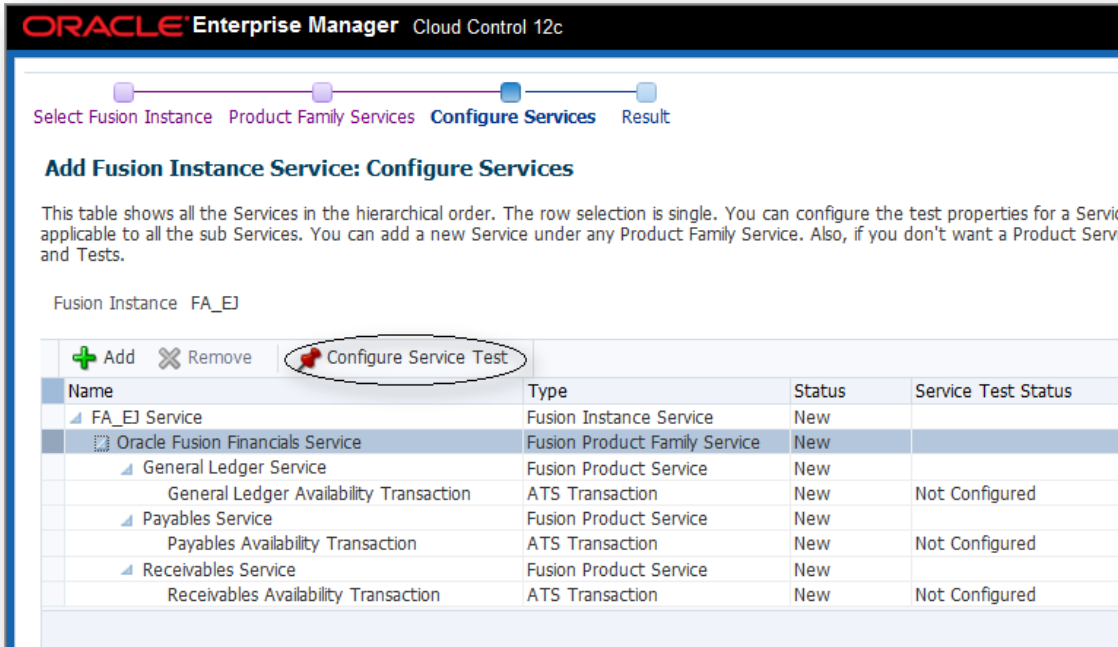 ORACLE Enterprise Manager Cloud Control 12c
Select Fusion Instance Product Family Services Configure Services Result
Add Fusion Instance Service: Configure Services
This table shows all the Services in the hierarchical order. The row selection is single. You can configure the test properties for a
applicable to all the sub Services. You can add a new Service under any Product Family Service. Also, if you don't want a Product
and Tests.
Fusion Instance FA_EJ
Add Remove Configure Service Test
Name Type Status Service Test Status
FA_EJ Service Fusion Instance Service New
Oracle Fusion Financials Service Fusion Product Family Service New
General Ledger Service Fusion Product Service New
General Ledger Availability Transaction ATS Transaction New Not Configured
Payables Service Fusion Product Service New
Payables Availability Transaction ATS Transaction New Not Configured
Receivables Service Fusion Product Service New
Receivables Availability Transaction ATS Transaction New Not Configured